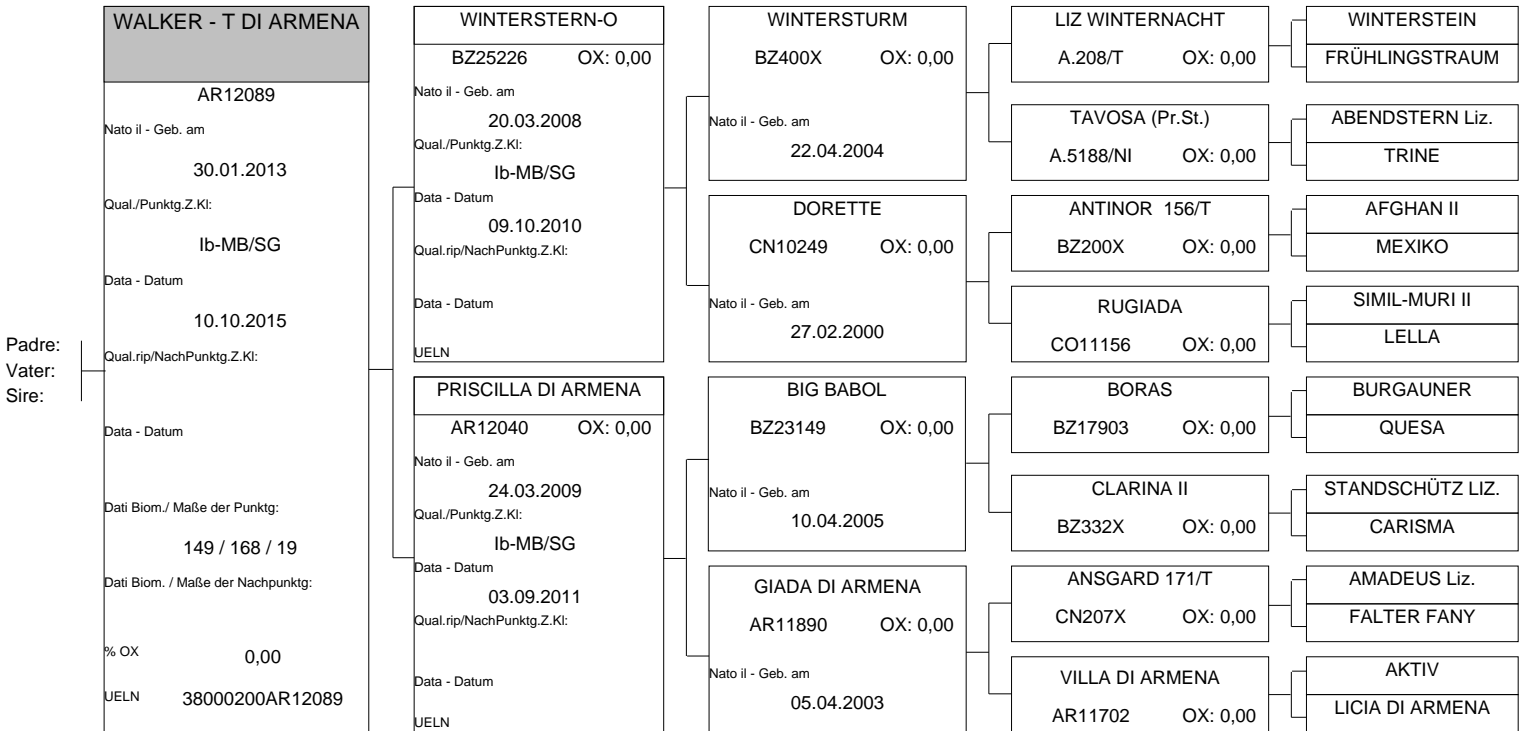 Padre:
Vater:
Sire:
WALKER - T DI ARMENA
AR12089
Nato il - Geb. am
30.01.2013
Qual./Punktg.Z.Kl:
Ib-MB/SG
Data - Datum
10.10.2015
Qual.rip/NachPunktg.Z.Kl:
Data - Datum
Dati Biom./ Maße der Punktg:
149 / 168 / 19
Dati Biom. / Maße der Nachpunktg:
% OX 0,00
UELN 38000200AR12089
WINTERSTERN-O
BZ25226 OX: 0,00
Nato il - Geb. am
20.03.2008
Qual./Punktg.Z.Kl:
Ib-MB/SG
Data - Datum
09.10.2010
Qual.rip/NachPunktg.Z.Kl:
Data - Datum
UELN
PRISCILLA DI ARMENA
AR12040 OX: 0,00
Nato il - Geb. am
24.03.2009
Qual./Punktg.Z.Kl:
Ib-MB/SG
Data - Datum
03.09.2011
Qual.rip/NachPunktg.Z.Kl:
Data - Datum
UELN
WINTERSTURM
BZ400X OX: 0,00
Nato il - Geb. am
22.04.2004
DORETTE
CN10249 OX: 0,00
Nato il - Geb. am
27.02.2000
BIG BABOL
BZ23149 OX: 0,00
Nato il - Geb. am
10.04.2005
GIADA DI ARMENA
AR11890 OX: 0,00
Nato il - Geb. am
05.04.2003
LIZ WINTERNACHT
A.208/T OX: 0,00
TAVOSA (Pr.St.)
A.5188/NI OX: 0,00
ANTINOR 156/T
BZ200X OX: 0,00
RUGIADA
CO11156 OX: 0,00
BORAS
BZ17903 OX: 0,00
CLARINA II
BZ332X OX: 0,00
ANSGARD 171/T
CN207X OX: 0,00
VILLA DI ARMENA
AR11702 OX: 0,00
WINTERSTEIN
FRÜHLINGSTRAUM
ABENDSTERN Liz.
TRINE
AFGHAN II
MEXIKO
SIMIL-MURI II
LELLA
BURGAUNER
QUESA
STANDSCHÜTZ LIZ.
CARISMA
AMADEUS Liz.
FALTER FANY
AKTIV
LICIA DI ARMENA